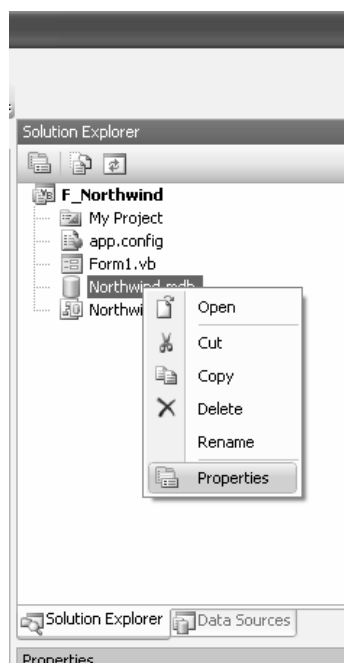 Solution Explorer
F_Northwind
My Project
app.config
Form1.vb
Northwind.mdb
Northwi
Open
Cut
Copy
Delete
Rename
Properties
Solution Explorer
Data Sources
Properties